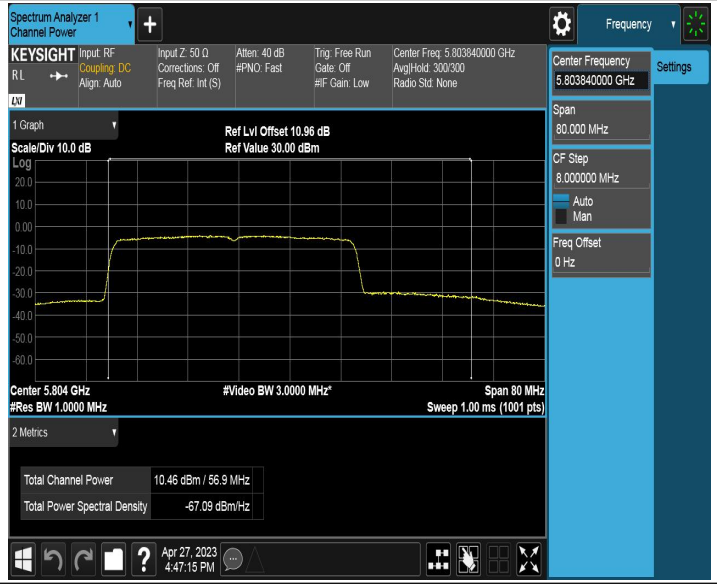 Spectrum Analyzer 1
Channel Power
Frequency
KEYSIGHT
RL
LXI
Input: RF
Coupling: DC
Align: Auto
Input Z: 50 Ω
Corrections: Off
Freq Ref: Int (S)
Atten: 40 dB
#PNO: Fast
Trig: Free Run
Gate: Off
#IF Gain: Low
Center Freq: 5.803840000 GHz
Avg|Hold: 300/300
Radio Std: None
Center Frequency
5.803840000 GHz
Settings
Span
80.000 MHz
CF Step
8.000000 MHz
Auto
Man
Freq Offset
0 Hz
1 Graph
Scale/Div 10.0 dB
Ref Lvl Offset 10.96 dB
Ref Value 30.00 dBm
Log
20.0
10.0
0.00
-10.0
-20.0
-30.0
-40.0
-50.0
-60.0
Center 5.804 GHz
#Res BW 1.0000 MHz
#Video BW 3.0000 MHz*
Span 80 MHz
Sweep 1.00 ms (1001 pts)
2 Metrics
Total Channel Power 10.46 dBm / 56.9 MHz
Total Power Spectral Density -67.09 dBm/Hz
Apr 27, 2023
4:47:15 PM